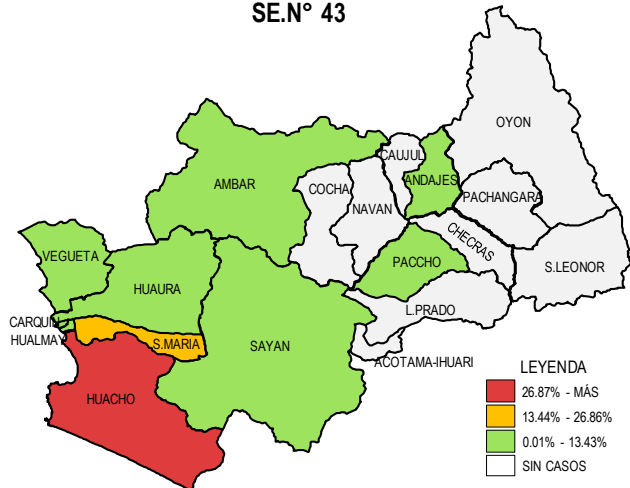 SE.N° 43
OYON
CAUJUL
AMBAR
COCHA
ANDAJES
PACHANGARA
NAVAN
CHECRAS
VEGUETA
PACCHO
S.LEONOR
HUAURA
L.PRADO
CARQUIN
HUALMAY
S.MARIA
SAYAN
ACOTAMA-IHUARI
HUACHO
LEYENDA
26.87% - MÁS
13.44% - 26.86%
0.01% - 13.43%
SIN CASOS